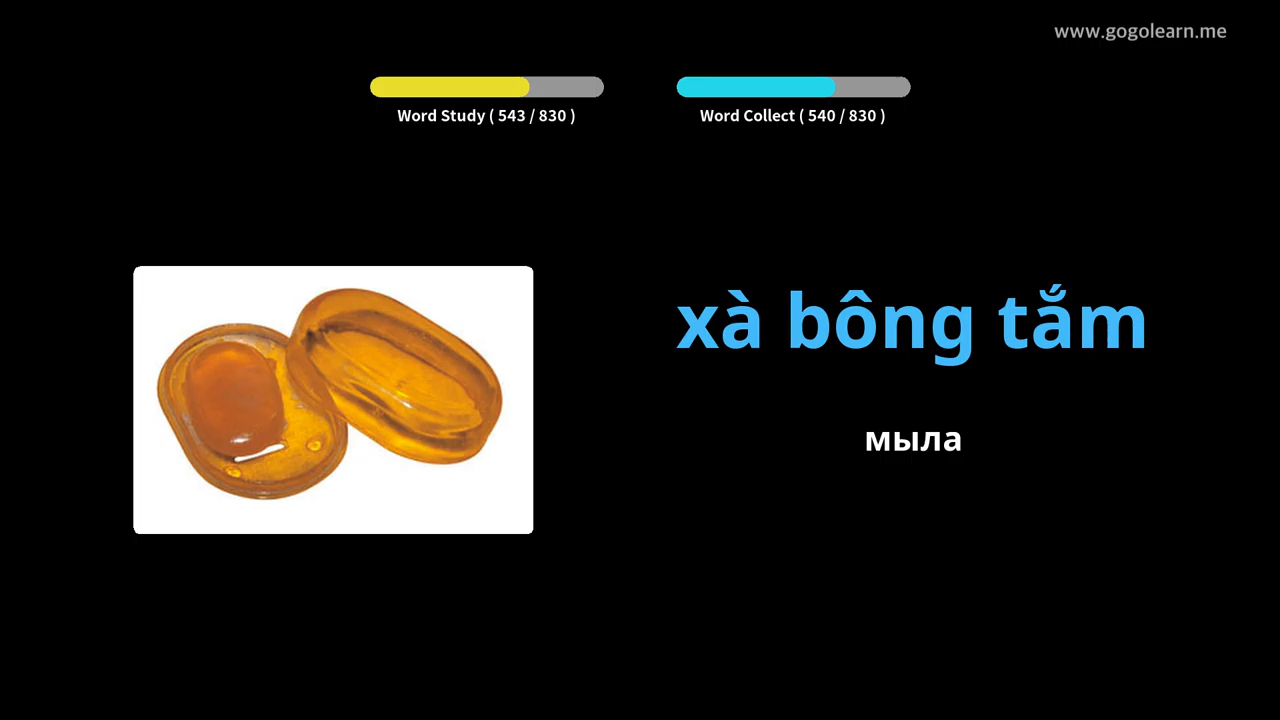 www.gogolearn.me
Word Study ( 543 / 830 )
Word Collect ( 540 / 830 )
xà bông tắm
мыла